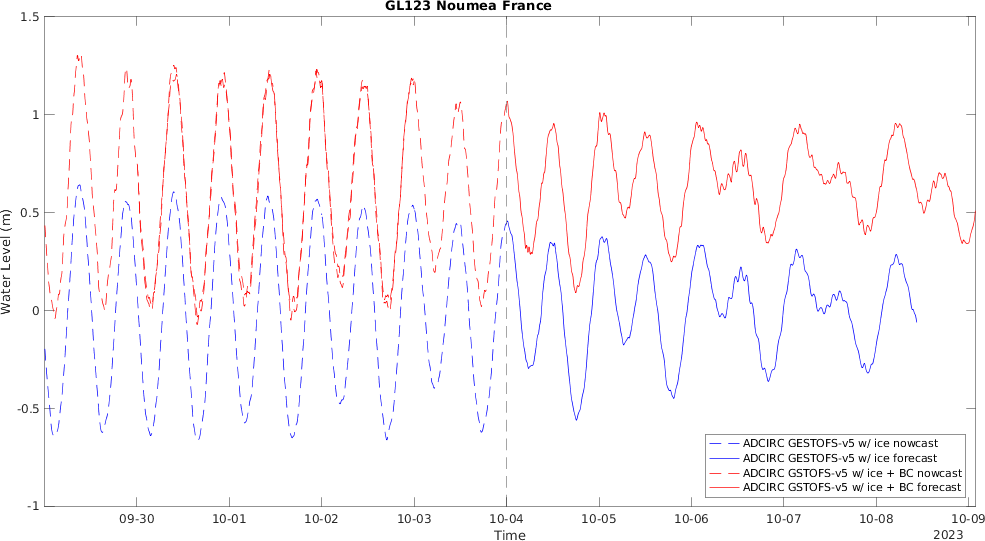 GL123 Noumea France
1.5
1
0.5
0
-0.5
-1
Water Level (m)
09-30
10-01
10-02
10-03
10-04
10-05
10-06
10-07
10-08
10-09
Time
2023
ADCIRC GESTOFS-v5 w/ ice nowcast
ADCIRC GESTOFS-v5 w/ ice forecast
ADCIRC GSTOFS-v5 w/ ice + BC nowcast
ADCIRC GSTOFS-v5 w/ ice + BC forecast